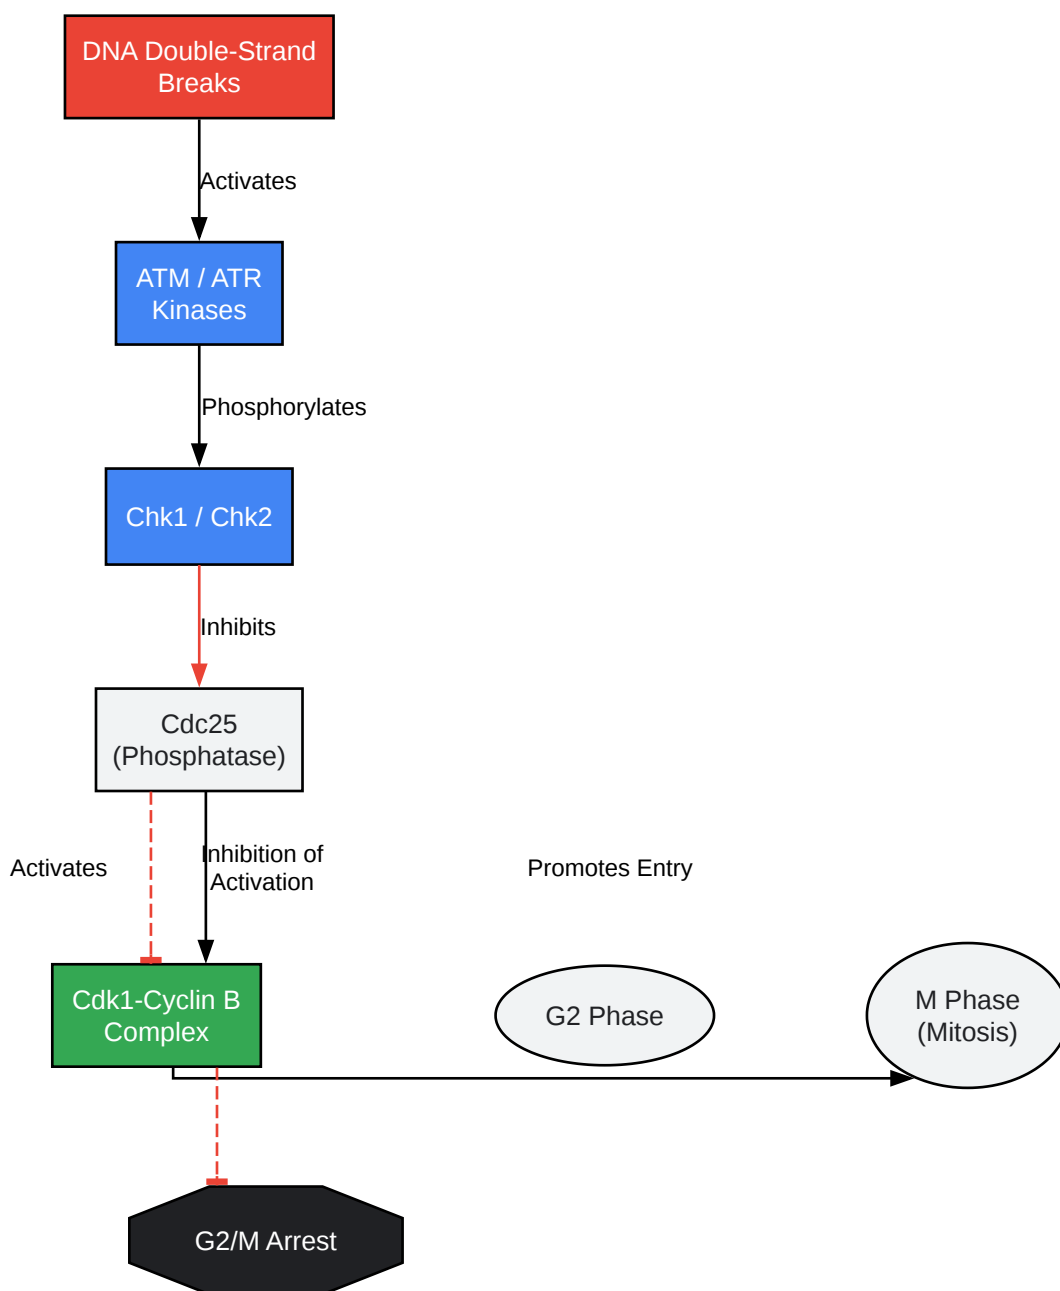 DNA Double-Strand
Breaks
Activates
ATM / ATR
Kinases
Phosphorylates
Chk1 / Chk2
Inhibits
Cdc25
(Phosphatase)
Activates
Inhibition of
Activation
Promotes Entry
Cdk1-Cyclin B
Complex
G2 Phase
M Phase
(Mitosis)
G2/M Arrest